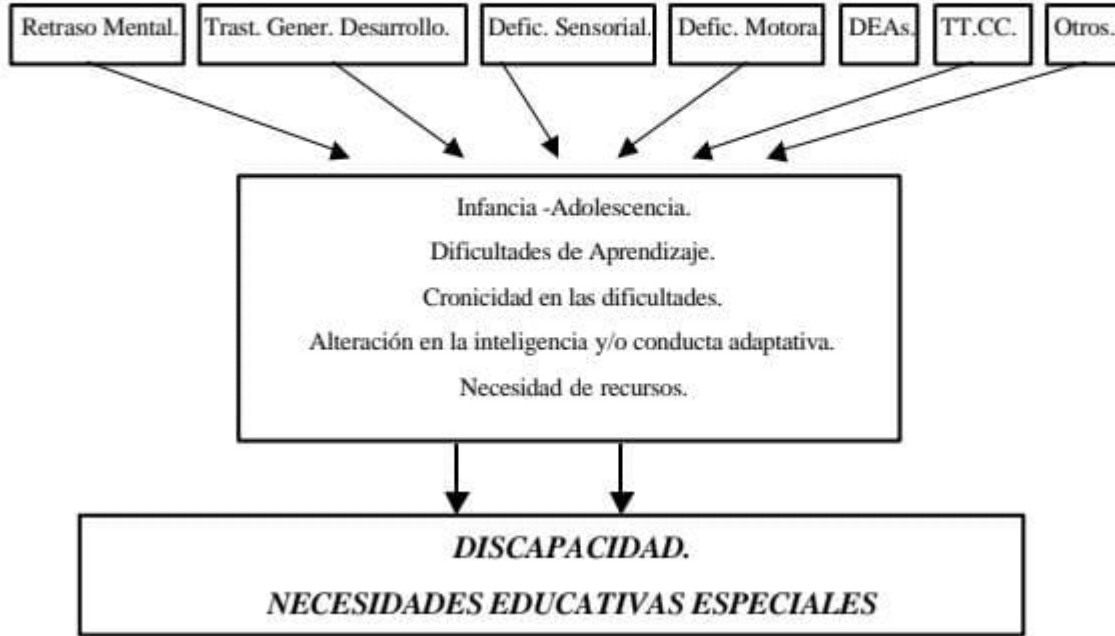 Retraso Mental.
Trast. Gener. Desarrollo.
Defic. Sensorial.
Defic. Motora.
DEAs.
TT.CC.
Otros.
Infancia -Adolescencia.
Dificultades de Aprendizaje.
Cronicidad en las dificultades.
Alteración en la inteligencia y/o conducta adaptativa.
Necesidad de recursos.
DISCAPACIDAD.
NECESIDADES EDUCATIVAS ESPECIALES